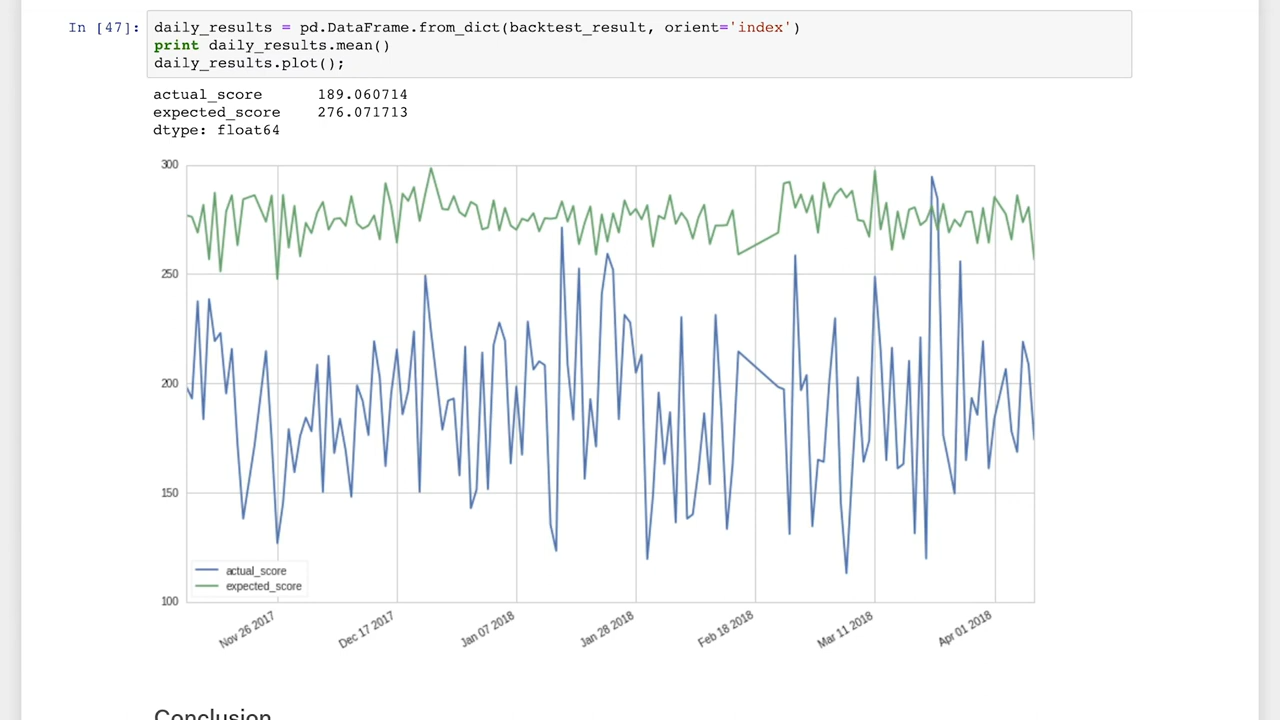 In [47]: daily_results = pd.DataFrame.from_dict(backtest_result, orient='index')
print daily_results.mean()
daily_results.plot();
actual_score 189.060714
expected_score 276.071713
dtype: float64
300
250
200
150
100
actual_score
expected_score
Nov 26 2017 Dec 17 2017 Jan 07 2018 Jan 28 2018 Feb 18 2018 Mar 11 2018 Apr 01 2018
Conclusion